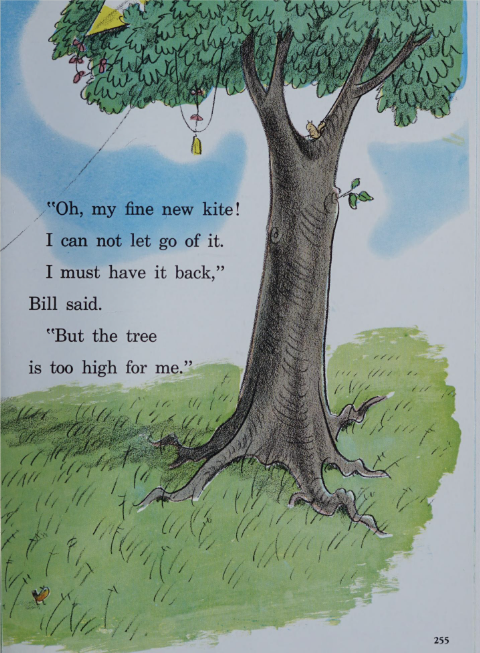 "Oh, my fine new kite!
I can not let go of it.
I must have it back,"
Bill said.
"But the tree
is too high for me."
255